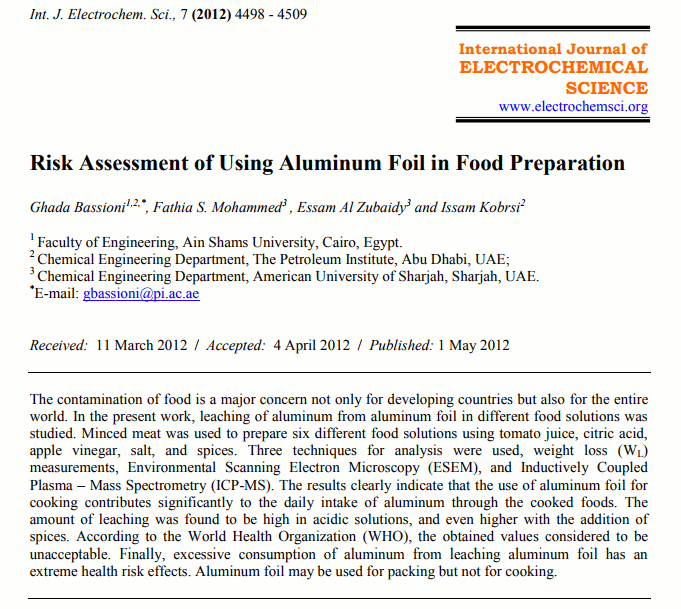 Int. J. Electrochem. Sci., 7 (2012) 4498 - 4509
International Journal of
ELECTROCHEMICAL
SCIENCE
www.electrochemsci.org
Risk Assessment of Using Aluminum Foil in Food Preparation
Ghada Bassioni1,2,*, Fathia S. Mohammed3 , Essam Al Zubaidy3 and Issam Kobrsi2
1 Faculty of Engineering, Ain Shams University, Cairo, Egypt.
2 Chemical Engineering Department, The Petroleum Institute, Abu Dhabi, UAE;
3 Chemical Engineering Department, American University of Sharjah, Sharjah, UAE.
*E-mail: gbassioni@pi.ac.ae
Received: 11 March 2012 / Accepted: 4 April 2012 / Published: 1 May 2012
The contamination of food is a major concern not only for developing countries but also for the entire
world. In the present work, leaching of aluminum from aluminum foil in different food solutions was
studied. Minced meat was used to prepare six different food solutions using tomato juice, citric acid,
apple vinegar, salt, and spices. Three techniques for analysis were used, weight loss (WL)
measurements, Environmental Scanning Electron Microscopy (ESEM), and Inductively Coupled
Plasma – Mass Spectrometry (ICP-MS). The results clearly indicate that the use of aluminum foil for
cooking contributes significantly to the daily intake of aluminum through the cooked foods. The
amount of leaching was found to be high in acidic solutions, and even higher with the addition of
spices. According to the World Health Organization (WHO), the obtained values considered to be
unacceptable. Finally, excessive consumption of aluminum from leaching aluminum foil has an
extreme health risk effects. Aluminum foil may be used for packing but not for cooking.